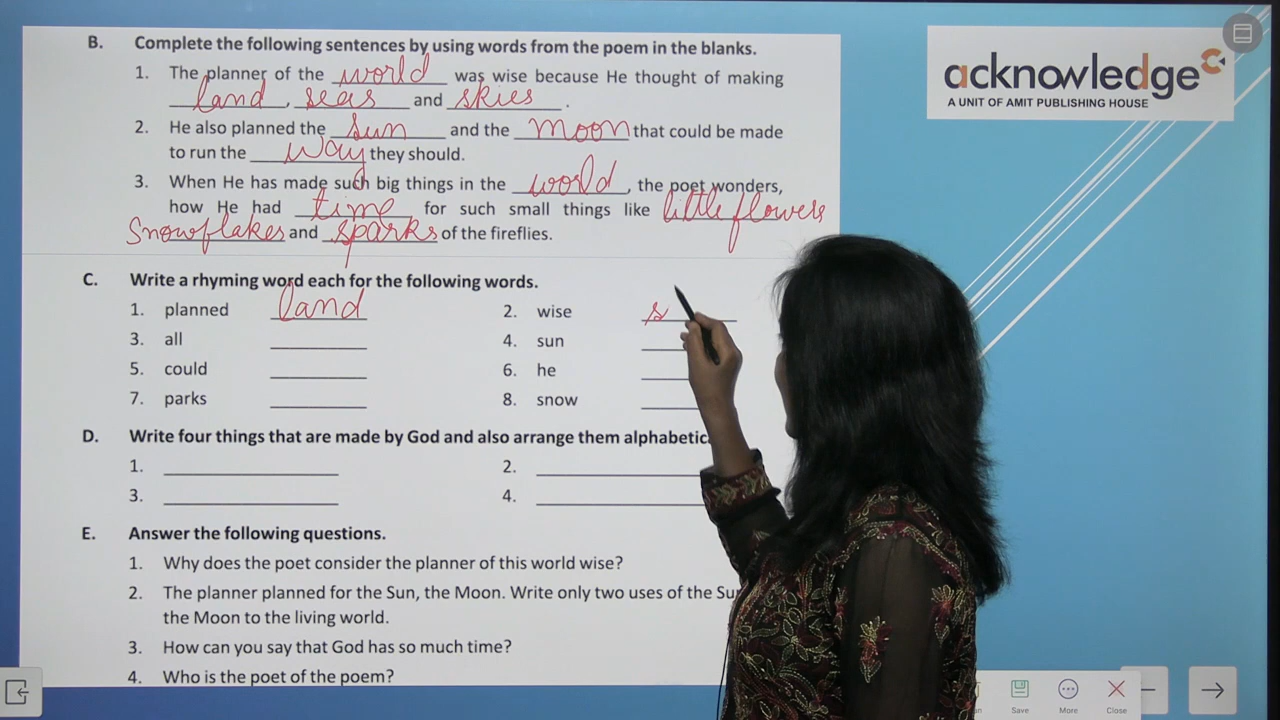 acknowledge
A UNIT OF AMIT PUBLISHING HOUSE
B. Complete the following sentences by using words from the poem in the blanks.
1. The planner of the world was wise because He thought of making
land, seas and skies.
2. He also planned the sun and the moon that could be made
to run the way they should.
3. When He has made such big things in the world, the poet wonders,
how He had time for such small things like little flowers
Snowflakes and sparks of the fireflies.
C. Write a rhyming word each for the following words.
1. planned land 2. wise s
3. all 4. sun
5. could 6. he
7. parks 8. snow
D. Write four things that are made by God and also arrange them alphabetic
1. 2.
3. 4.
E. Answer the following questions.
1. Why does the poet consider the planner of this world wise?
2. The planner planned for the Sun, the Moon. Write only two uses of the Su
the Moon to the living world.
3. How can you say that God has so much time?
4. Who is the poet of the poem?
Save More Close